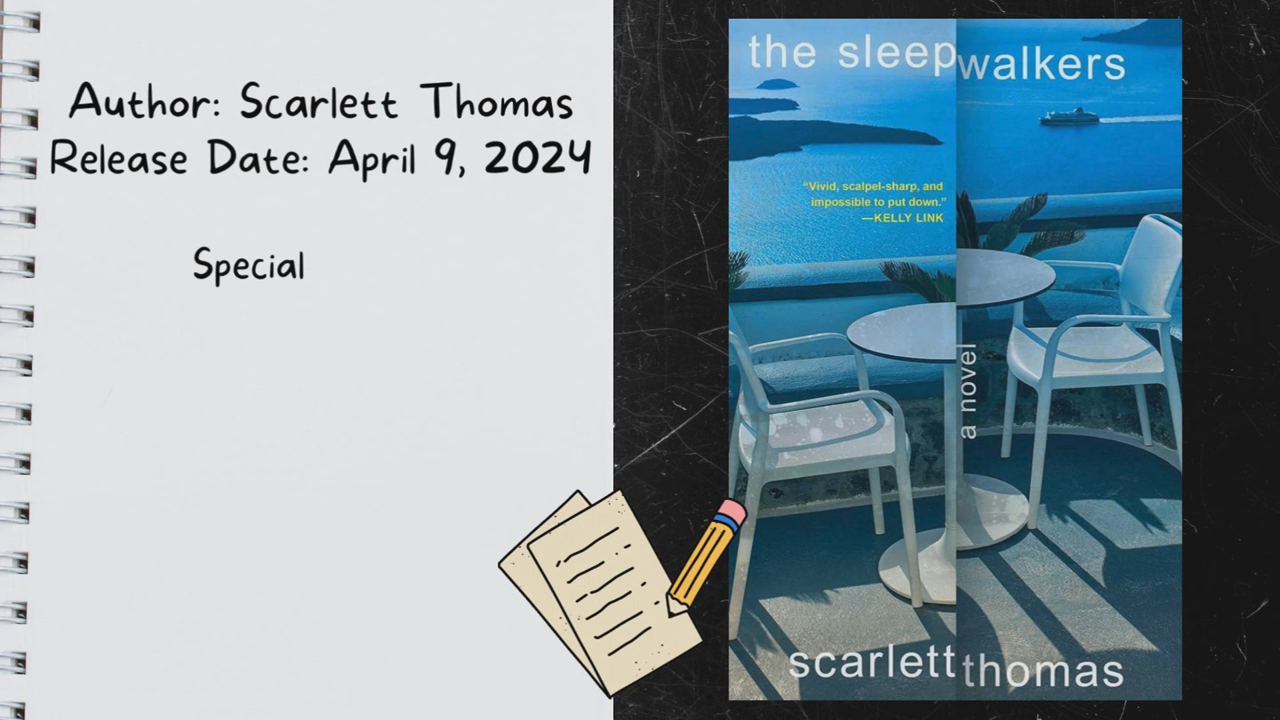 Author: Scarlett Thomas
Release Date: April 9, 2024
Special
the sleepwalkers
“Vivid, scalpel-sharp, and
impossible to put down.”
—KELLY LINK
a novel
scarlett thomas